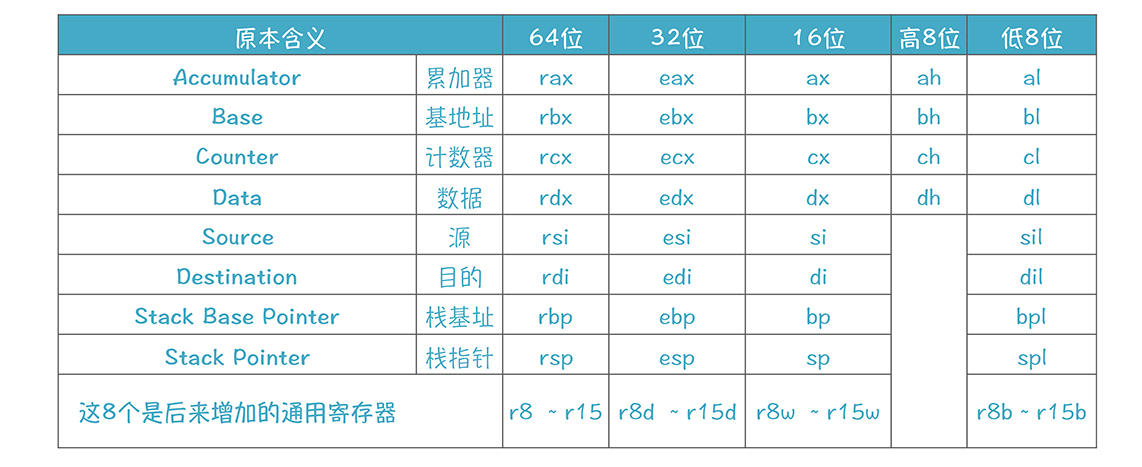 原本含义 64位 32位 16位 高8位 低8位
Accumulator 累加器 rax eax ax ah al
Base 基地址 rbx ebx bx bh bl
Counter 计数器 rcx ecx cx ch cl
Data 数据 rdx edx dx dh dl
Source 源 rsi esi si sil
Destination 目的 rdi edi di dil
Stack Base Pointer 栈基址 rbp ebp bp bpl
Stack Pointer 栈指针 rsp esp sp spl
这8个是后来增加的通用寄存器 r8 ~ r15 r8d ~ r15d r8w ~ r15w r8b ~ r15b